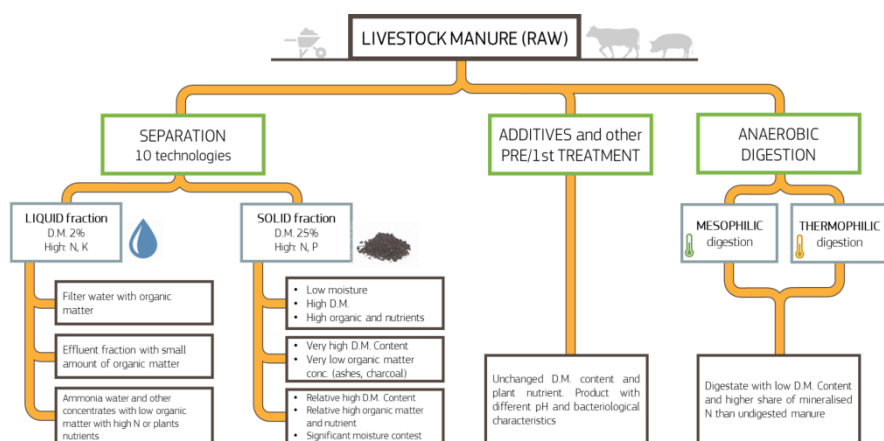 LIVESTOCK MANURE (RAW)
SEPARATION
10 technologies
ADDITIVES and other
PRE/1st TREATMENT
ANAEROBIC
DIGESTION
LIQUID fraction
D.M. 2%
High: N, K
SOLID fraction
D.M. 25%
High: N, P
MESOPHILIC
digestion
THERMOPHILIC
digestion
Filter water with organic
matter
Effluent fraction with small
amount of organic matter
Ammonia water and other
concentrates with low organic
matter with high N or plants
nutrients
• Low moisture
• High D.M.
• High organic and nutrients
• Very high D.M. Content
• Very low organic matter
conc. (ashes, charcoal)
• Relative high D.M. Content
• Relative high organic matter
and nutrient
• Significant moisture contest
Unchanged D.M. content and
plant nutrient. Product with
different pH and bacteriological
characteristics
Digestate with low D.M. Content
and higher share of mineralised
N than undigested manure